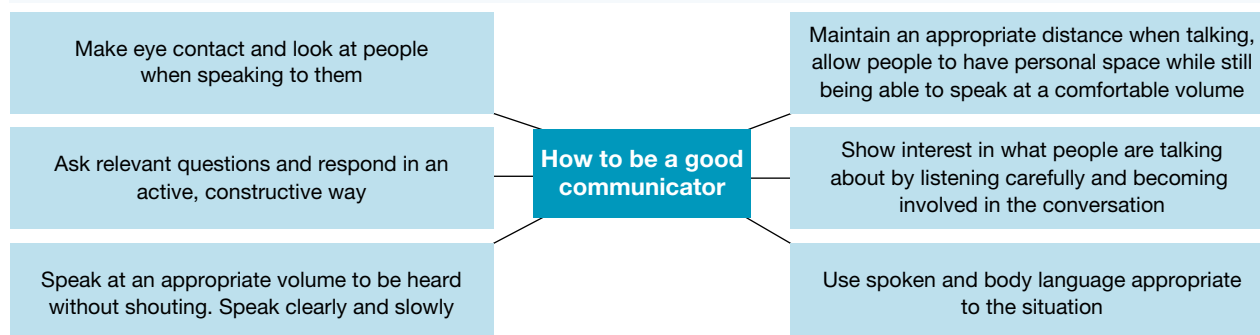 Make eye contact and look at people
when speaking to them
Ask relevant questions and respond in an
active, constructive way
Speak at an appropriate volume to be heard
without shouting. Speak clearly and slowly
How to be a good
communicator
Maintain an appropriate distance when talking,
allow people to have personal space while still
being able to speak at a comfortable volume
Show interest in what people are talking
about by listening carefully and becoming
involved in the conversation
Use spoken and body language appropriate
to the situation